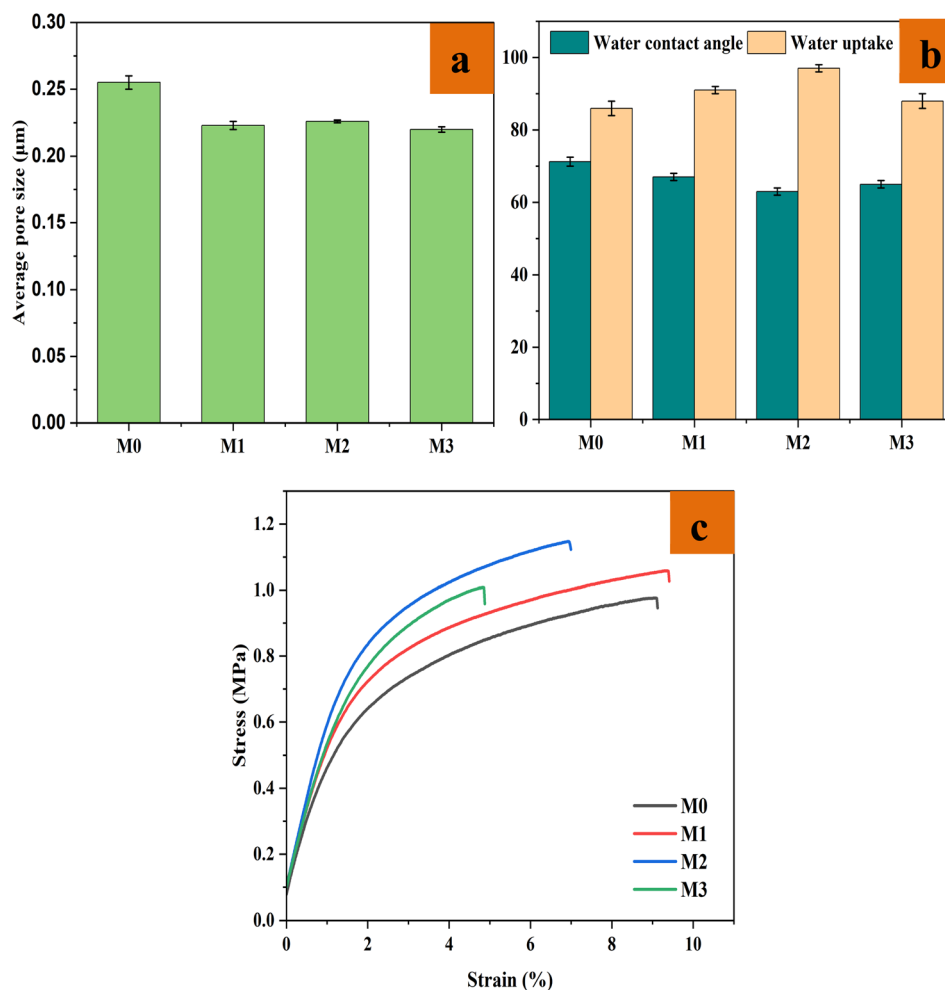 a
0.30
0.25
0.20
0.15
0.10
0.05
0.00
Average pore size (µm)
M0 M1 M2 M3
b
Water contact angle Water uptake
100
80
60
40
20
0
M0 M1 M2 M3
c
1.2
1.0
0.8
0.6
0.4
0.2
0.0
Stress (MPa)
M0
M1
M2
M3
0 2 4 6 8 10
Strain (%)